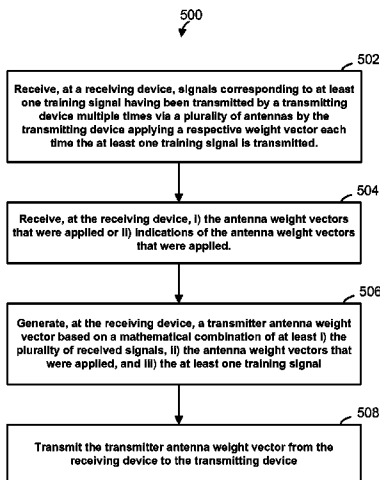 500
502
Receive, at a receiving device, signals corresponding to at least
one training signal having been transmitted by a transmitting
device multiple times via a plurality of antennas by the
transmitting device applying a respective weight vector each
time the at least one training signal is transmitted.
504
Receive, at the receiving device, i) the antenna weight vectors
that were applied or ii) indications of the antenna weight vectors
that were applied.
506
Generate, at the receiving device, a transmitter antenna weight
vector based on a mathematical combination of at least i) the
plurality of received signals, ii) the antenna weight vectors that
were applied, and iii) the at least one training signal
508
Transmit the transmitter antenna weight vector from the
receiving device to the transmitting device